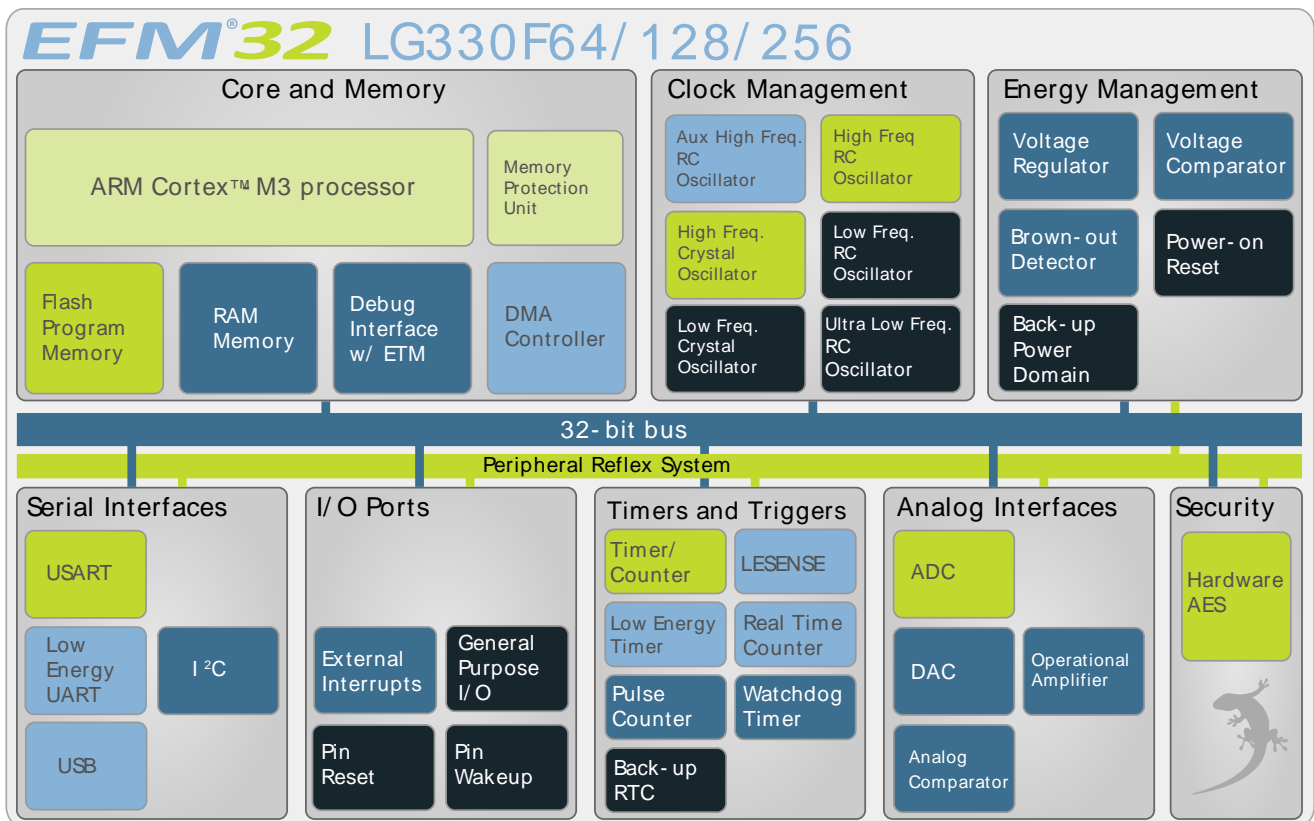 EFM®32 LG330F64/128/256
Core and Memory
ARM Cortex™ M3 processor
Memory
Protection
Unit
Flash
Program
Memory
RAM
Memory
Debug
Interface
w/ ETM
DMA
Controller
Clock Management
Aux High Freq.
RC
Oscillator
High Freq
RC
Oscillator
High Freq.
Crystal
Oscillator
Low Freq.
RC
Oscillator
Low Freq.
Crystal
Oscillator
Ultra Low Freq.
RC
Oscillator
Energy Management
Voltage
Regulator
Voltage
Comparator
Brown-out
Detector
Power-on
Reset
Back-up
Power
Domain
32-bit bus
Peripheral Reflex System
Serial Interfaces
USART
Low
Energy
UART
I²C
USB
I/O Ports
External
Interrupts
General
Purpose
I/O
Pin
Reset
Pin
Wakeup
Timers and Triggers
Timer/
Counter
LESENSE
Low Energy
Timer
Real Time
Counter
Pulse
Counter
Watchdog
Timer
Back-up
RTC
Analog Interfaces
ADC
DAC
Operational
Amplifier
Analog
Comparator
Security
Hardware
AES